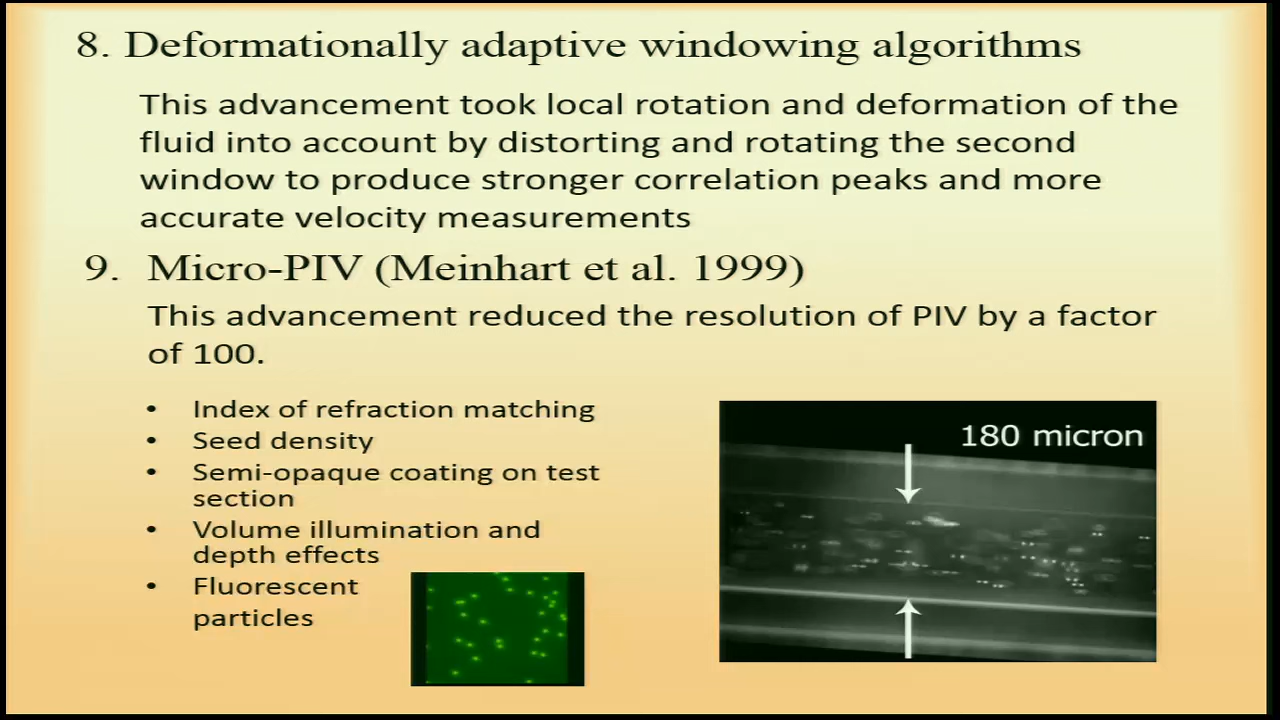 8. Deformationally adaptive windowing algorithms
This advancement took local rotation and deformation of the
fluid into account by distorting and rotating the second
window to produce stronger correlation peaks and more
accurate velocity measurements
9. Micro-PIV (Meinhart et al. 1999)
This advancement reduced the resolution of PIV by a factor
of 100.
• Index of refraction matching
• Seed density
• Semi-opaque coating on test
section
• Volume illumination and
depth effects
• Fluorescent
particles
180 micron